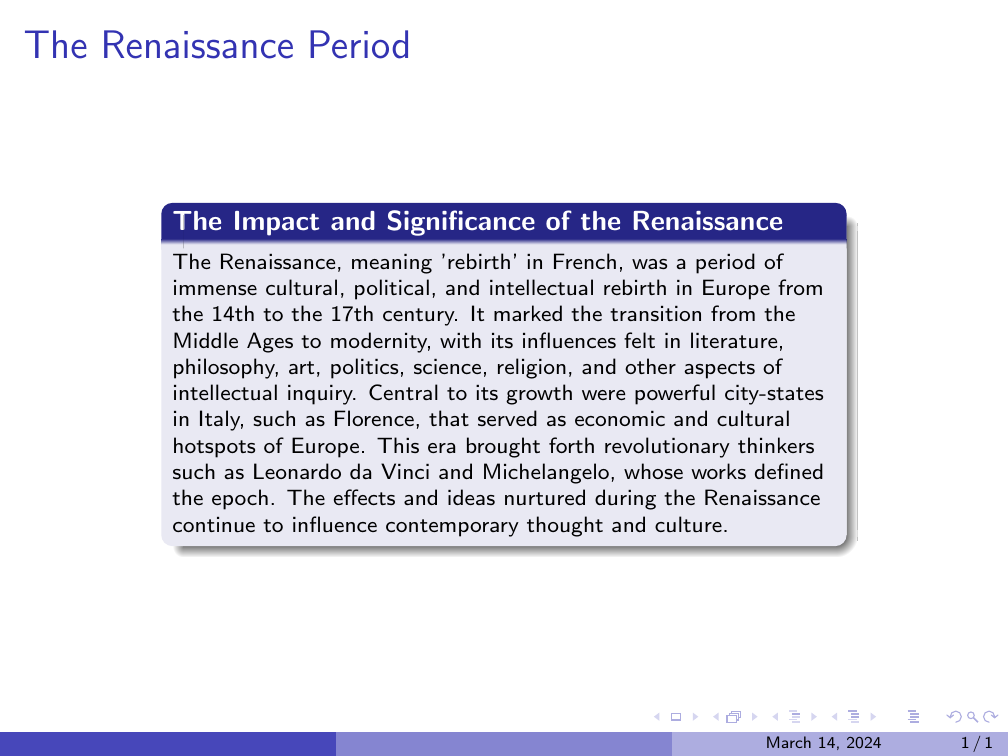 The Renaissance Period
The Impact and Significance of the Renaissance
The Renaissance, meaning ’rebirth’ in French, was a period of
immense cultural, political, and intellectual rebirth in Europe from
the 14th to the 17th century. It marked the transition from the
Middle Ages to modernity, with its influences felt in literature,
philosophy, art, politics, science, religion, and other aspects of
intellectual inquiry. Central to its growth were powerful city-states
in Italy, such as Florence, that served as economic and cultural
hotspots of Europe. This era brought forth revolutionary thinkers
such as Leonardo da Vinci and Michelangelo, whose works defined
the epoch. The effects and ideas nurtured during the Renaissance
continue to influence contemporary thought and culture.
March 14, 2024 1 / 1